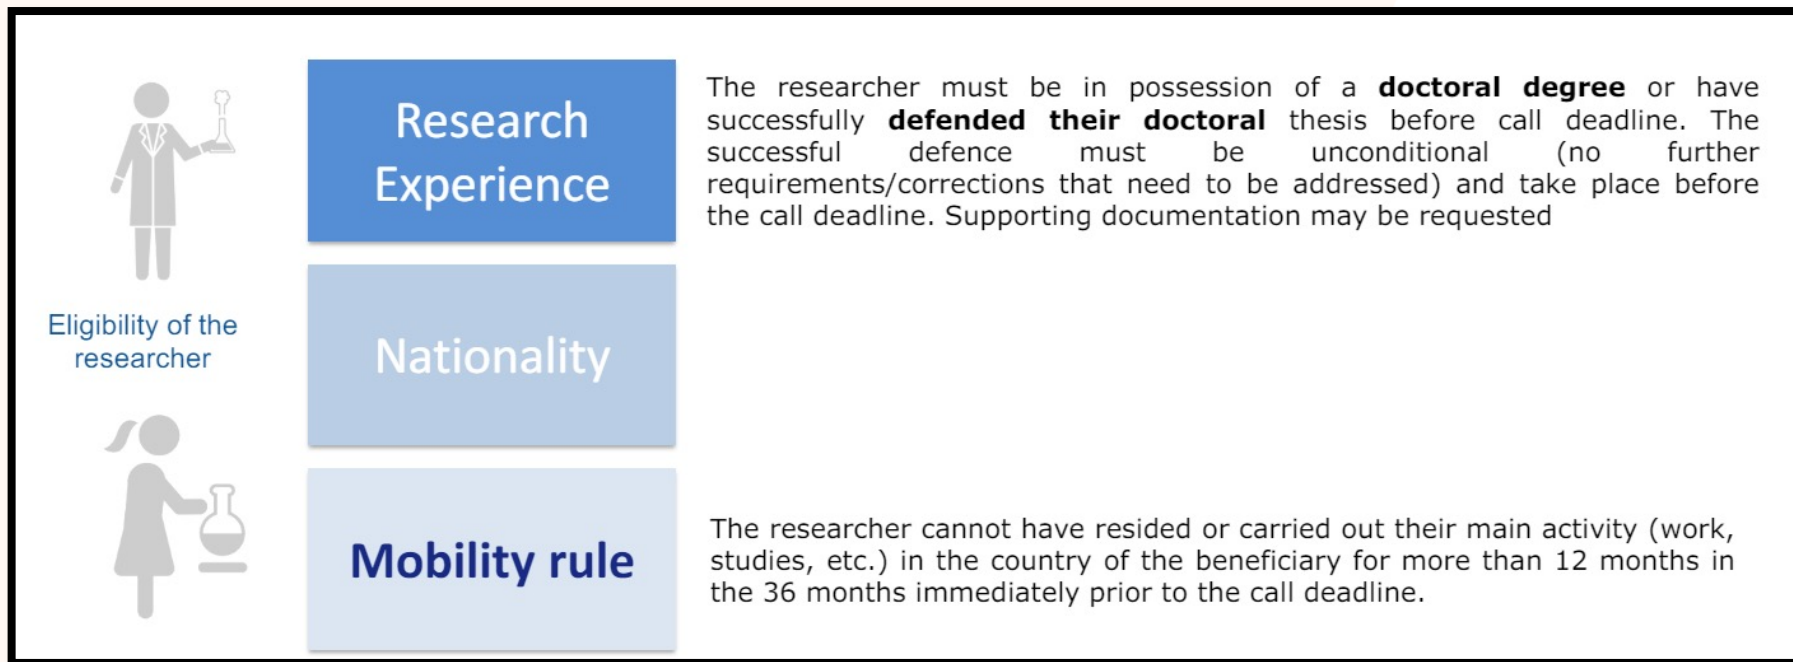 Eligibility of the
researcher
Research
Experience
The researcher must be in possession of a doctoral degree or have
successfully defended their doctoral thesis before call deadline. The
successful defence must be unconditional (no further
requirements/corrections that need to be addressed) and take place before
the call deadline. Supporting documentation may be requested
Nationality
Mobility rule
The researcher cannot have resided or carried out their main activity (work,
studies, etc.) in the country of the beneficiary for more than 12 months in
the 36 months immediately prior to the call deadline.